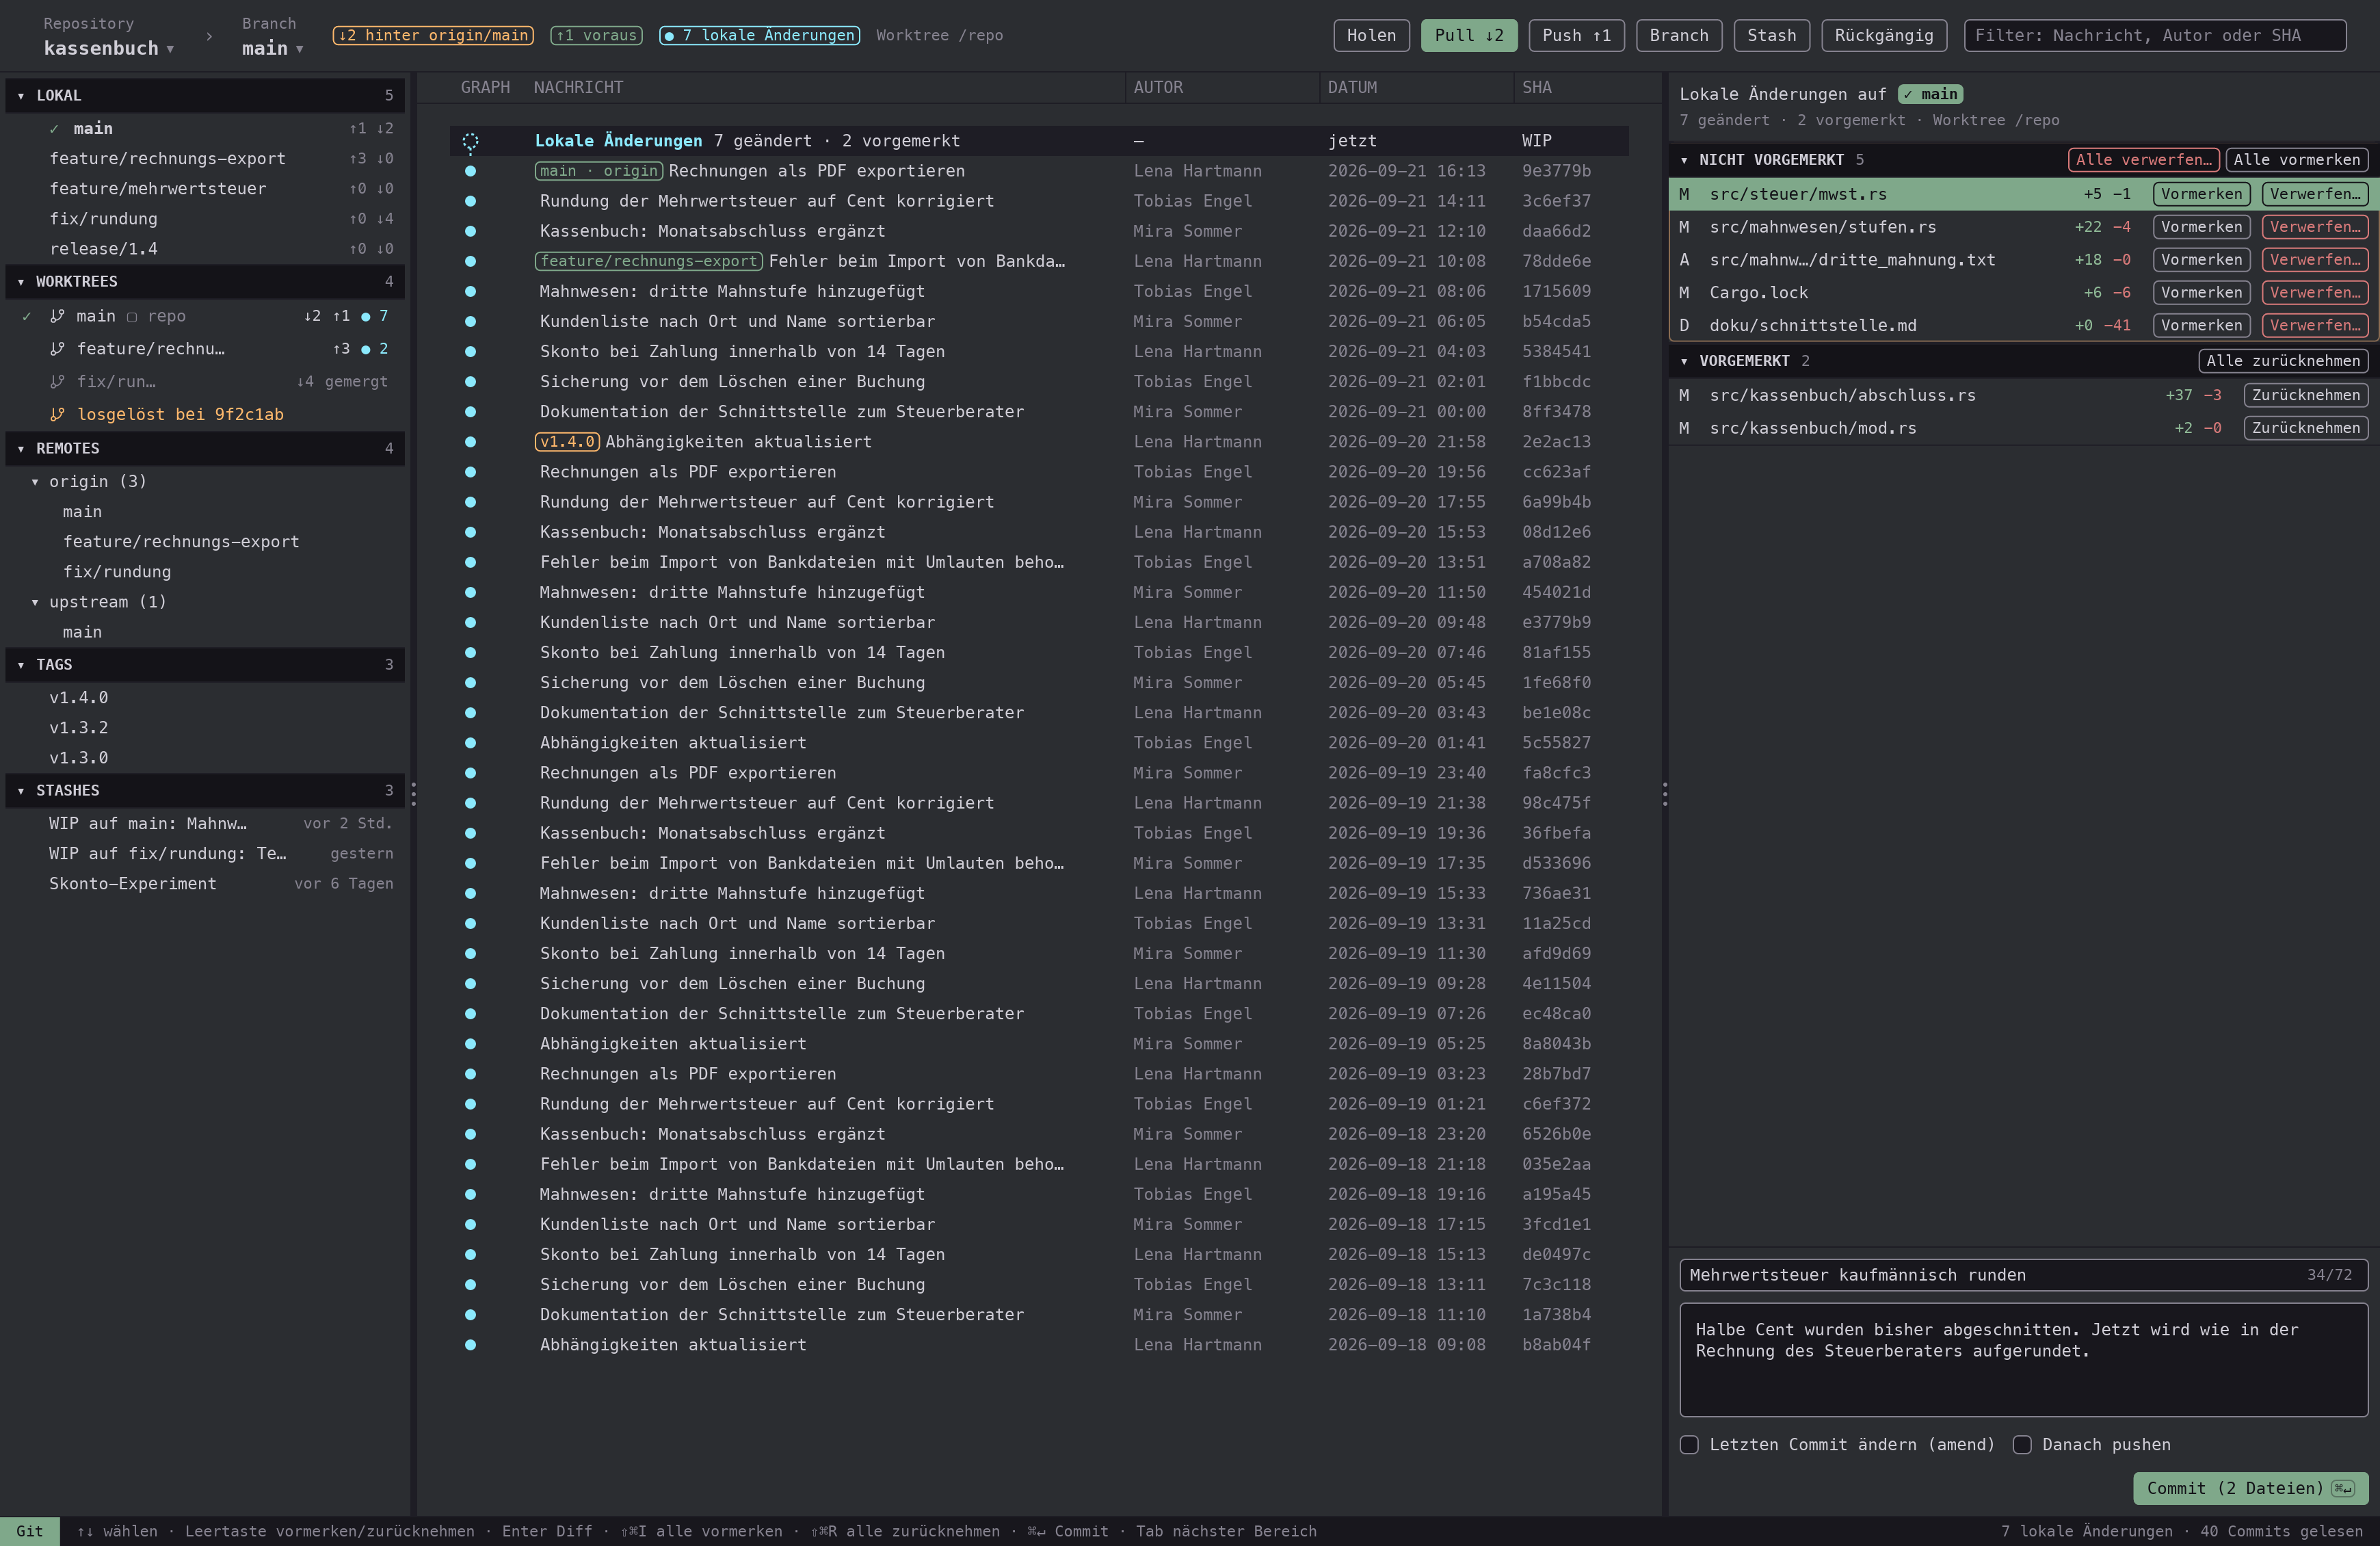 Repository
kassenbuch ▾
›
Branch
main ▾
↓2 hinter origin/main ↑1 voraus ● 7 lokale Änderungen Worktree /repo
Holen Pull ↓2 Push ↑1 Branch Stash Rückgängig Filter: Nachricht, Autor oder SHA
▾ LOKAL 5
✓ main ↑1 ↓2
feature/rechnungs-export ↑3 ↓0
feature/mehrwertsteuer ↑0 ↓0
fix/rundung ↑0 ↓4
release/1.4 ↑0 ↓0
▾ WORKTREES 4
✓ main ▢ repo ↓2 ↑1 ● 7
feature/rechnu… ↑3 ● 2
fix/run… ↓4 gemergt
losgelöst bei 9f2c1ab
▾ REMOTES 4
▾ origin (3)
main
feature/rechnungs-export
fix/rundung
▾ upstream (1)
main
▾ TAGS 3
v1.4.0
v1.3.2
v1.3.0
▾ STASHES 3
WIP auf main: Mahnw… vor 2 Std.
WIP auf fix/rundung: Te… gestern
Skonto-Experiment vor 6 Tagen
GRAPH NACHRICHT AUTOR DATUM SHA
Lokale Änderungen 7 geändert · 2 vorgemerkt — jetzt WIP
main · origin Rechnungen als PDF exportieren Lena Hartmann 2026-09-21 16:13 9e3779b
Rundung der Mehrwertsteuer auf Cent korrigiert Tobias Engel 2026-09-21 14:11 3c6ef37
Kassenbuch: Monatsabschluss ergänzt Mira Sommer 2026-09-21 12:10 daa66d2
feature/rechnungs-export Fehler beim Import von Bankda… Lena Hartmann 2026-09-21 10:08 78dde6e
Mahnwesen: dritte Mahnstufe hinzugefügt Tobias Engel 2026-09-21 08:06 1715609
Kundenliste nach Ort und Name sortierbar Mira Sommer 2026-09-21 06:05 b54cda5
Skonto bei Zahlung innerhalb von 14 Tagen Lena Hartmann 2026-09-21 04:03 5384541
Sicherung vor dem Löschen einer Buchung Tobias Engel 2026-09-21 02:01 f1bbcdc
Dokumentation der Schnittstelle zum Steuerberater Mira Sommer 2026-09-21 00:00 8ff3478
v1.4.0 Abhängigkeiten aktualisiert Lena Hartmann 2026-09-20 21:58 2e2ac13
Rechnungen als PDF exportieren Tobias Engel 2026-09-20 19:56 cc623af
Rundung der Mehrwertsteuer auf Cent korrigiert Mira Sommer 2026-09-20 17:55 6a99b4b
Kassenbuch: Monatsabschluss ergänzt Lena Hartmann 2026-09-20 15:53 08d12e6
Fehler beim Import von Bankdateien mit Umlauten beho… Tobias Engel 2026-09-20 13:51 a708a82
Mahnwesen: dritte Mahnstufe hinzugefügt Mira Sommer 2026-09-20 11:50 454021d
Kundenliste nach Ort und Name sortierbar Lena Hartmann 2026-09-20 09:48 e3779b9
Skonto bei Zahlung innerhalb von 14 Tagen Tobias Engel 2026-09-20 07:46 81af155
Sicherung vor dem Löschen einer Buchung Mira Sommer 2026-09-20 05:45 1fe68f0
Dokumentation der Schnittstelle zum Steuerberater Lena Hartmann 2026-09-20 03:43 be1e08c
Abhängigkeiten aktualisiert Tobias Engel 2026-09-20 01:41 5c55827
Rechnungen als PDF exportieren Mira Sommer 2026-09-19 23:40 fa8cfc3
Rundung der Mehrwertsteuer auf Cent korrigiert Lena Hartmann 2026-09-19 21:38 98c475f
Kassenbuch: Monatsabschluss ergänzt Tobias Engel 2026-09-19 19:36 36fbefa
Fehler beim Import von Bankdateien mit Umlauten beho… Mira Sommer 2026-09-19 17:35 d533696
Mahnwesen: dritte Mahnstufe hinzugefügt Lena Hartmann 2026-09-19 15:33 736ae31
Kundenliste nach Ort und Name sortierbar Tobias Engel 2026-09-19 13:31 11a25cd
Skonto bei Zahlung innerhalb von 14 Tagen Mira Sommer 2026-09-19 11:30 afd9d69
Sicherung vor dem Löschen einer Buchung Lena Hartmann 2026-09-19 09:28 4e11504
Dokumentation der Schnittstelle zum Steuerberater Tobias Engel 2026-09-19 07:26 ec48ca0
Abhängigkeiten aktualisiert Mira Sommer 2026-09-19 05:25 8a8043b
Rechnungen als PDF exportieren Lena Hartmann 2026-09-19 03:23 28b7bd7
Rundung der Mehrwertsteuer auf Cent korrigiert Tobias Engel 2026-09-19 01:21 c6ef372
Kassenbuch: Monatsabschluss ergänzt Mira Sommer 2026-09-18 23:20 6526b0e
Fehler beim Import von Bankdateien mit Umlauten beho… Lena Hartmann 2026-09-18 21:18 035e2aa
Mahnwesen: dritte Mahnstufe hinzugefügt Tobias Engel 2026-09-18 19:16 a195a45
Kundenliste nach Ort und Name sortierbar Mira Sommer 2026-09-18 17:15 3fcd1e1
Skonto bei Zahlung innerhalb von 14 Tagen Lena Hartmann 2026-09-18 15:13 de0497c
Sicherung vor dem Löschen einer Buchung Tobias Engel 2026-09-18 13:11 7c3c118
Dokumentation der Schnittstelle zum Steuerberater Mira Sommer 2026-09-18 11:10 1a738b4
Abhängigkeiten aktualisiert Lena Hartmann 2026-09-18 09:08 b8ab04f
Lokale Änderungen auf ✓ main
7 geändert · 2 vorgemerkt · Worktree /repo
▾ NICHT VORGEMERKT 5 Alle verwerfen… Alle vormerken
M src/steuer/mwst.rs +5 −1 Vormerken Verwerfen…
M src/mahnwesen/stufen.rs +22 −4 Vormerken Verwerfen…
A src/mahnw…/dritte_mahnung.txt +18 −0 Vormerken Verwerfen…
M Cargo.lock +6 −6 Vormerken Verwerfen…
D doku/schnittstelle.md +0 −41 Vormerken Verwerfen…
▾ VORGEMERKT 2 Alle zurücknehmen
M src/kassenbuch/abschluss.rs +37 −3 Zurücknehmen
M src/kassenbuch/mod.rs +2 −0 Zurücknehmen
Mehrwertsteuer kaufmännisch runden 34/72
Halbe Cent wurden bisher abgeschnitten. Jetzt wird wie in der
Rechnung des Steuerberaters aufgerundet.
Letzten Commit ändern (amend) Danach pushen
Commit (2 Dateien) ⌘↵
Git ↑↓ wählen · Leertaste vormerken/zurücknehmen · Enter Diff · ⇧⌘I alle vormerken · ⇧⌘R alle zurücknehmen · ⌘↵ Commit · Tab nächster Bereich 7 lokale Änderungen · 40 Commits gelesen